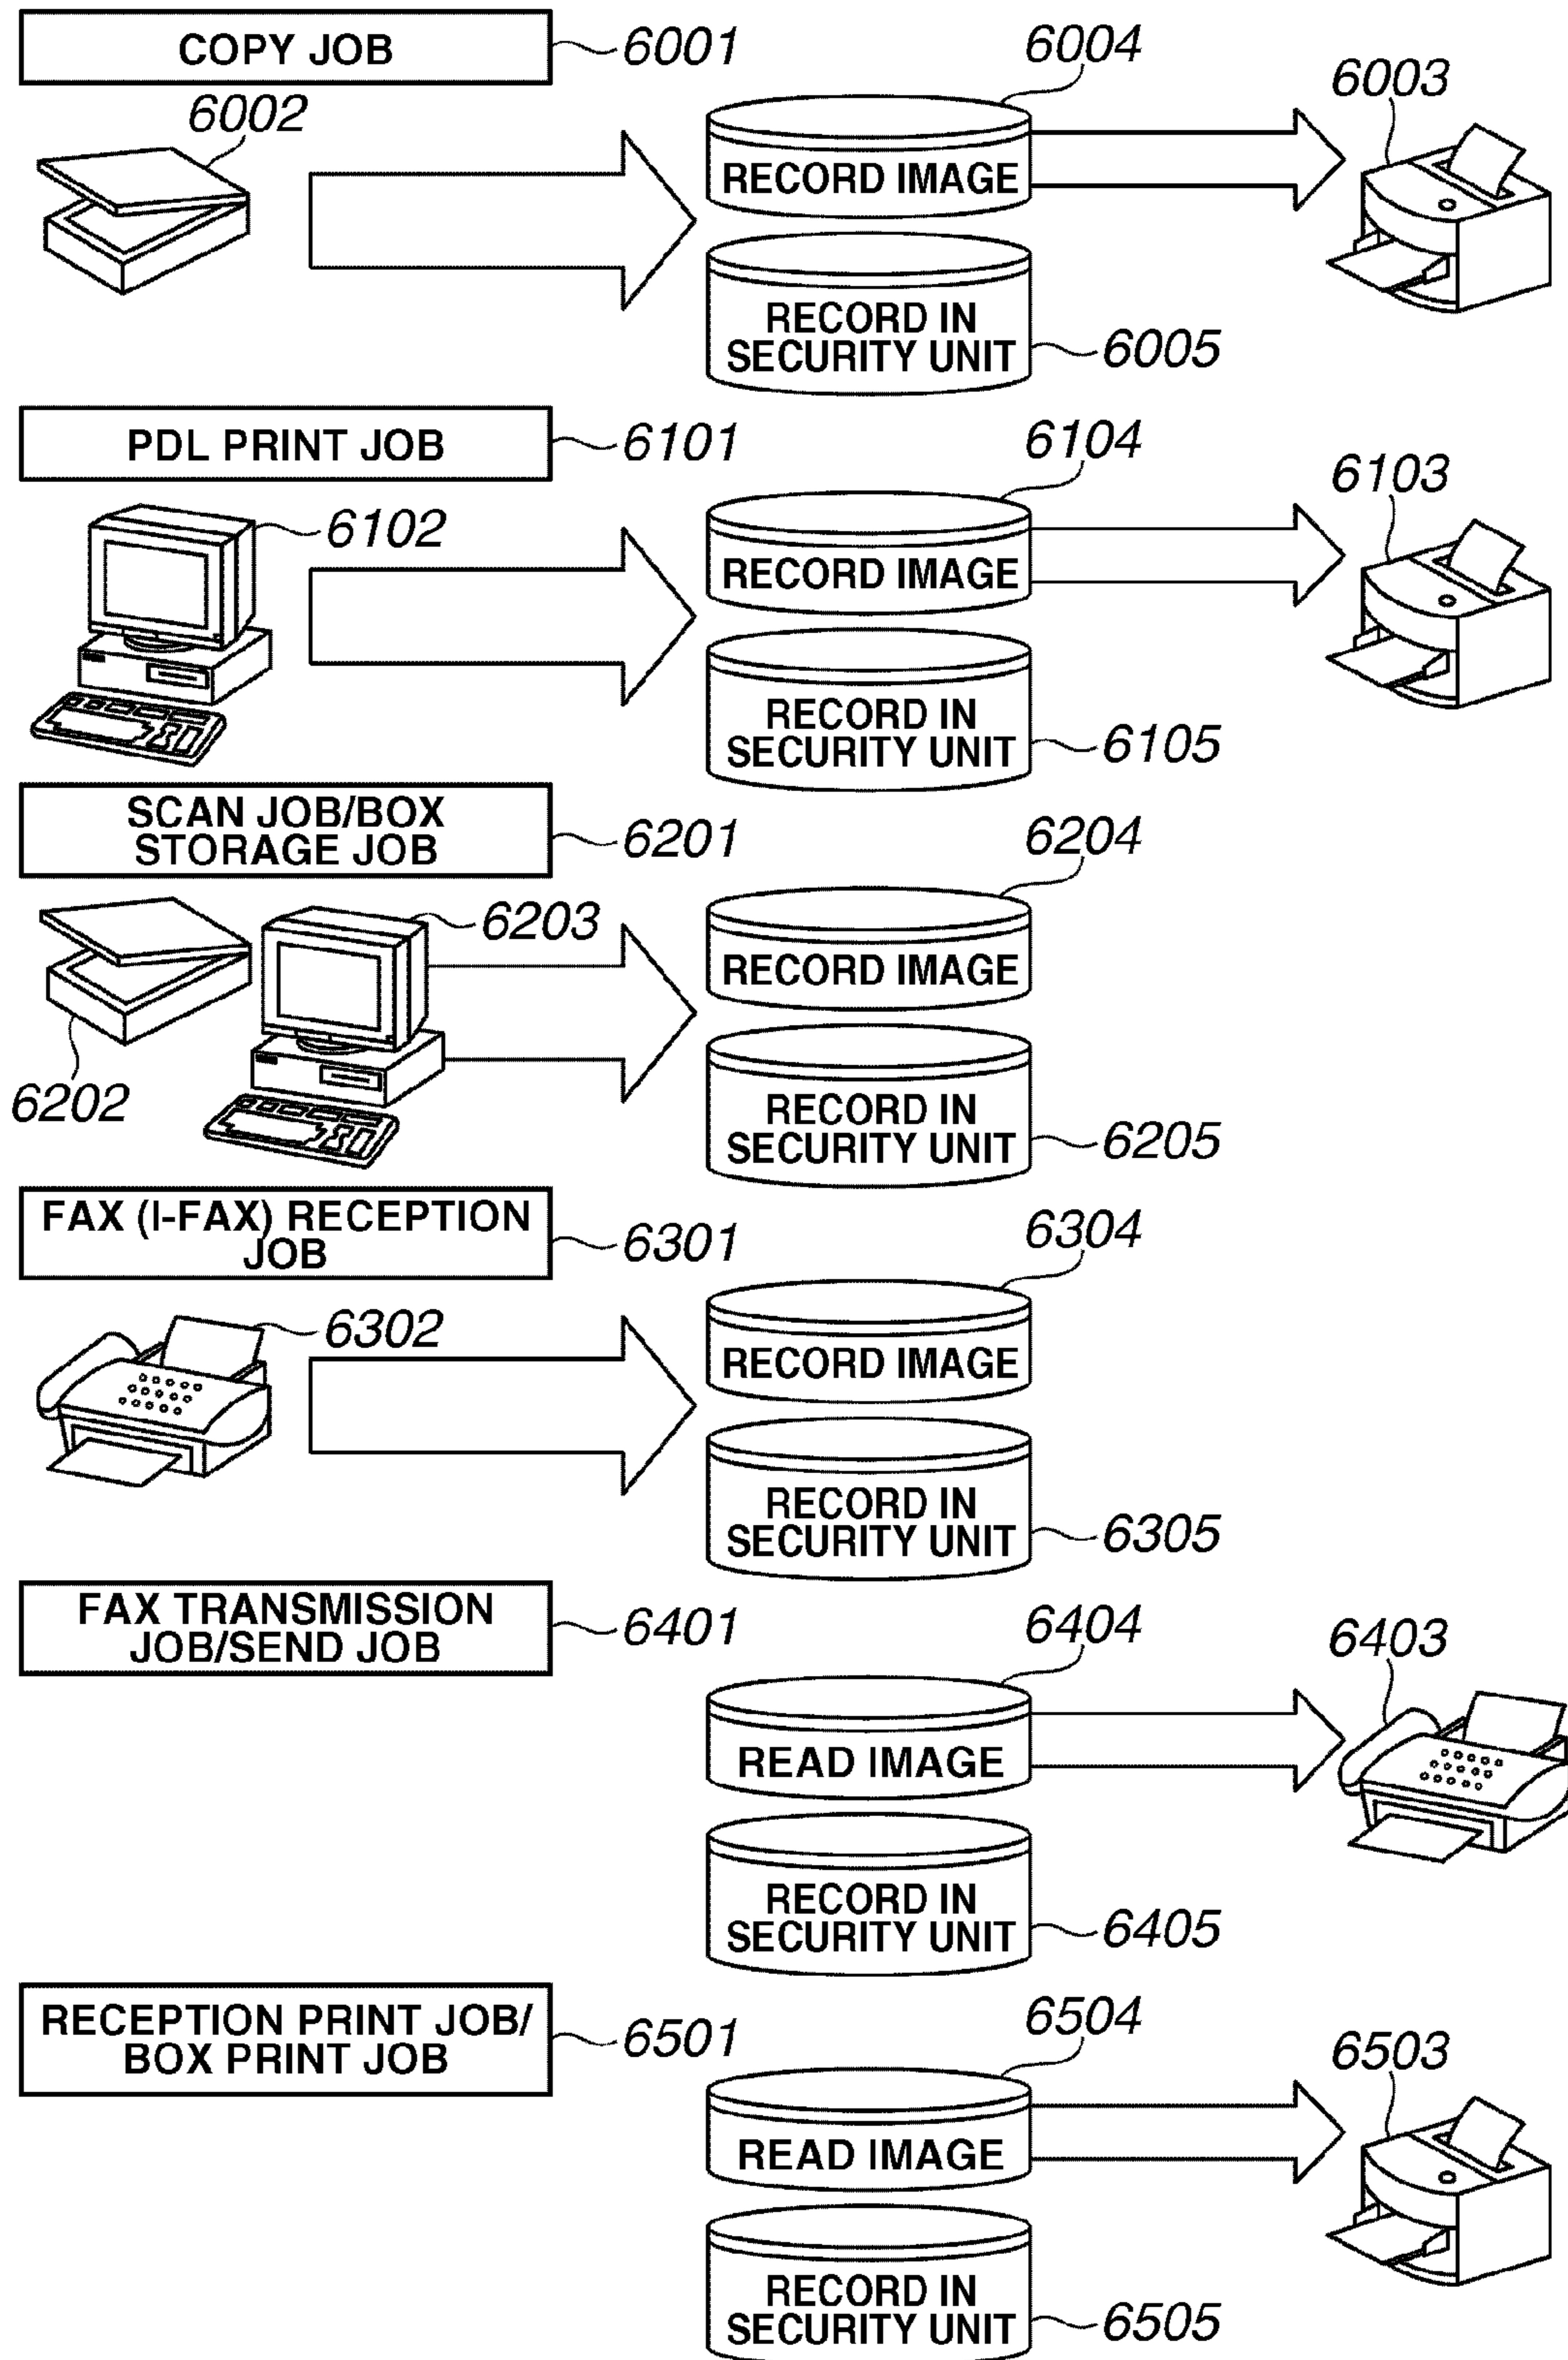 COPY JOB
6001
6004
6003
6002
RECORD IMAGE
RECORD IN
SECURITY UNIT
6005
PDL PRINT JOB
6101
6104
6103
6102
RECORD IMAGE
RECORD IN
SECURITY UNIT
6105
SCAN JOB/BOX
STORAGE JOB
6201
6204
6203
RECORD IMAGE
6202
RECORD IN
SECURITY UNIT
6205
FAX (I-FAX) RECEPTION
JOB
6301
6304
6302
RECORD IMAGE
RECORD IN
SECURITY UNIT
6305
FAX TRANSMISSION
JOB/SEND JOB
6401
6404
6403
READ IMAGE
RECORD IN
SECURITY UNIT
6405
RECEPTION PRINT JOB/
BOX PRINT JOB
6501
6504
6503
READ IMAGE
RECORD IN
SECURITY UNIT
6505